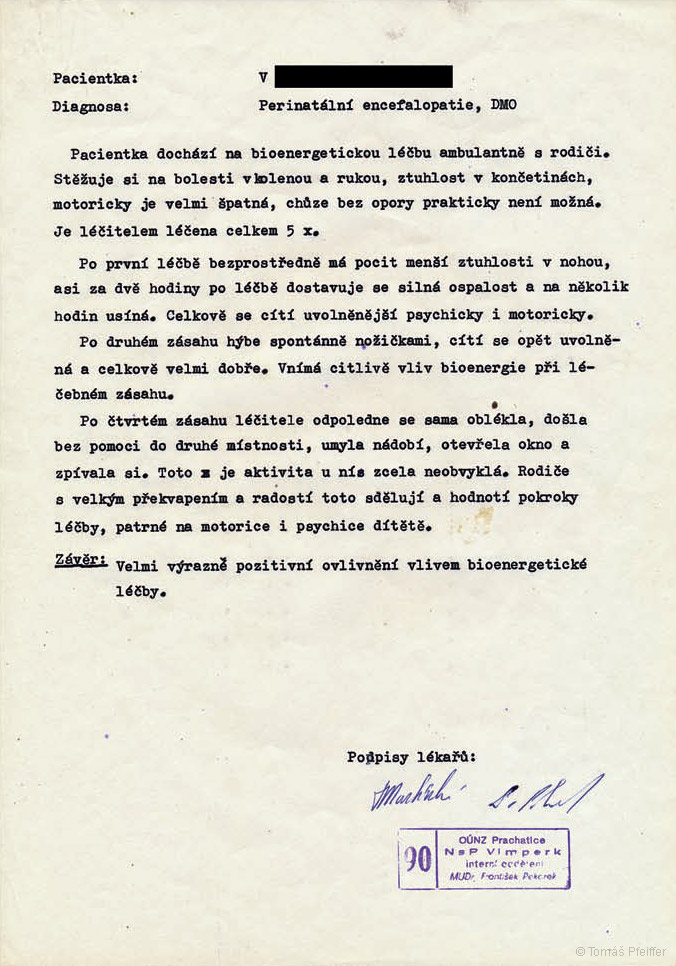 Pacientka: V
Diagnosa: Perinatální encefalopatie, DMO
Pacientka dochází na bioenergetickou léčbu ambulantně s rodiči.
Stěžuje si na bolesti vkolenou a rukou, ztuhlost v končetinách,
motoricky je velmi špatná, chůze bez opory prakticky není možná.
Je léčitelem léčena celkem 5 x.
Po první léčbě bezprostředně má pocit menší ztuhlosti v nohou,
asi za dvě hodiny po léčbě dostavuje se silná ospalost a na několik
hodin usíná. Celkově se cítí uvolněnější psychicky i motoricky.
Po druhém zásahu hýbe spontánně nožičkami, cítí se opět uvolně-
ná a celkově velmi dobře. Vnímá citlivě vliv bioenergie při lé-
čebném zásahu.
Po čtvrtém zásahu léčitele odpoledne se sama oblékla, došla
bez pomoci do druhé místnosti, umyla nádobí, otevřela okno a
zpívala si. Toto je aktivita u nís zcela neobvyklá. Rodiče
s velkým překvapením a radostí toto sdělují a hodnotí pokroky
léčby, patrné na motorice i psychice dítětě.
Závěr: Velmi výrazně pozitivní ovlivnění vlivem bioenergetické
léčby.
Podpisy lékařů:
90
OÚNZ Prachatice
NsP Vimperk
interní oddělení
MUDr. František
© Tomáš Pfeiffer